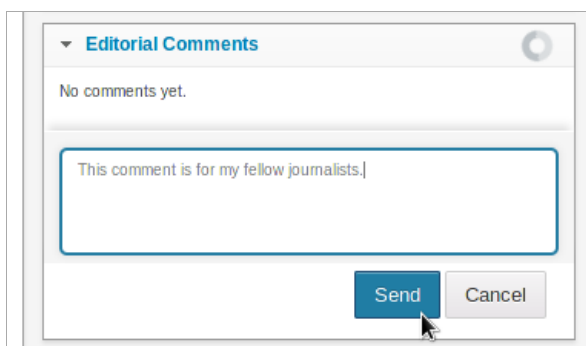 Editorial Comments
No comments yet.
This comment is for my fellow journalists.
Send Cancel